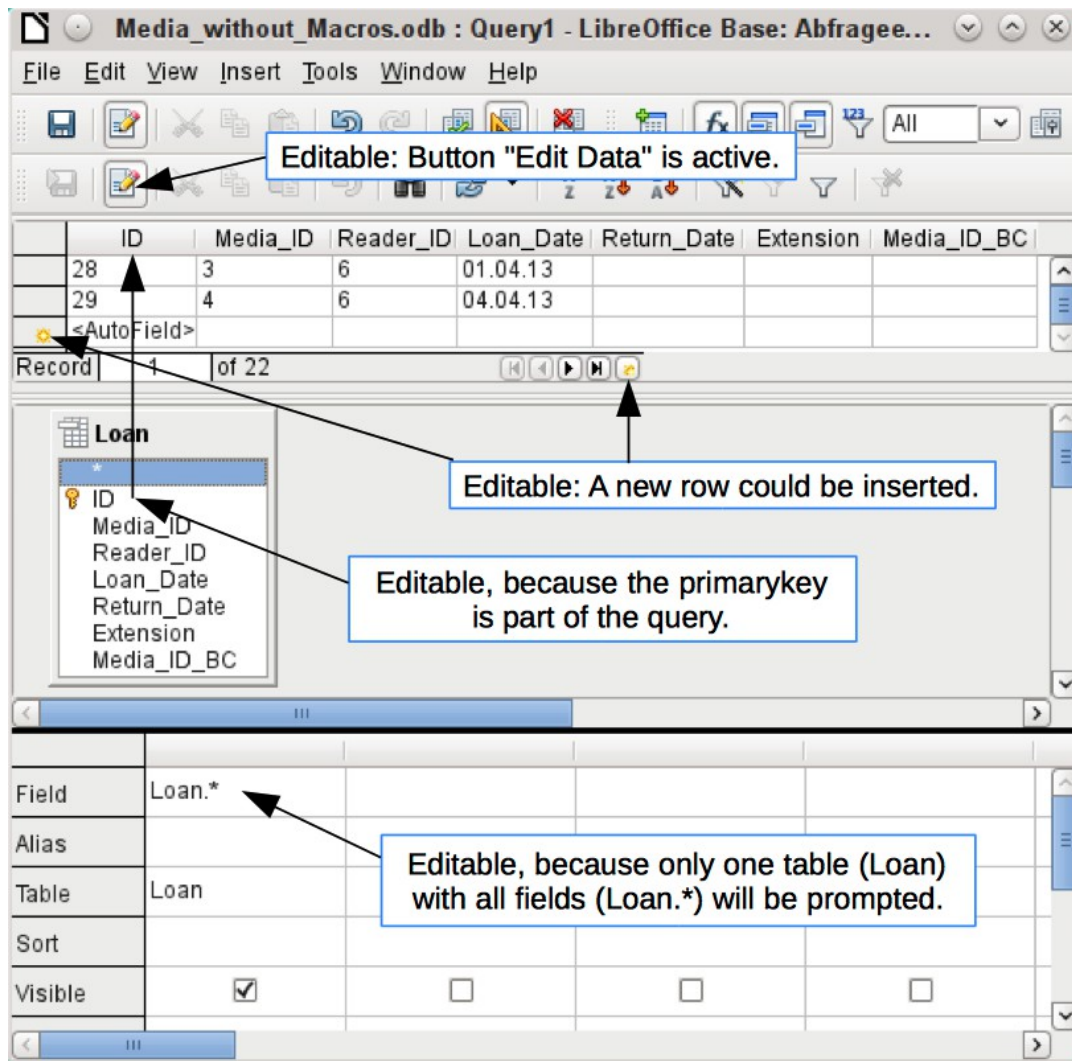 Media_without_Macros.odb : Query1 - LibreOffice Base: Abfragee...
File Edit View Insert Tools Window Help
All
Editable: Button "Edit Data" is active.
ID Media_ID Reader_ID Loan_Date Return_Date Extension Media_ID_BC
28 3 6 01.04.13
29 4 6 04.04.13
<AutoField>
Record 1 of 22
Loan
*
ID
Media_ID
Reader_ID
Loan_Date
Return_Date
Extension
Media_ID_BC
Editable: A new row could be inserted.
Editable, because the primarykey
is part of the query.
Field Loan.*
Alias
Table Loan
Sort
Visible
Editable, because only one table (Loan)
with all fields (Loan.*) will be prompted.